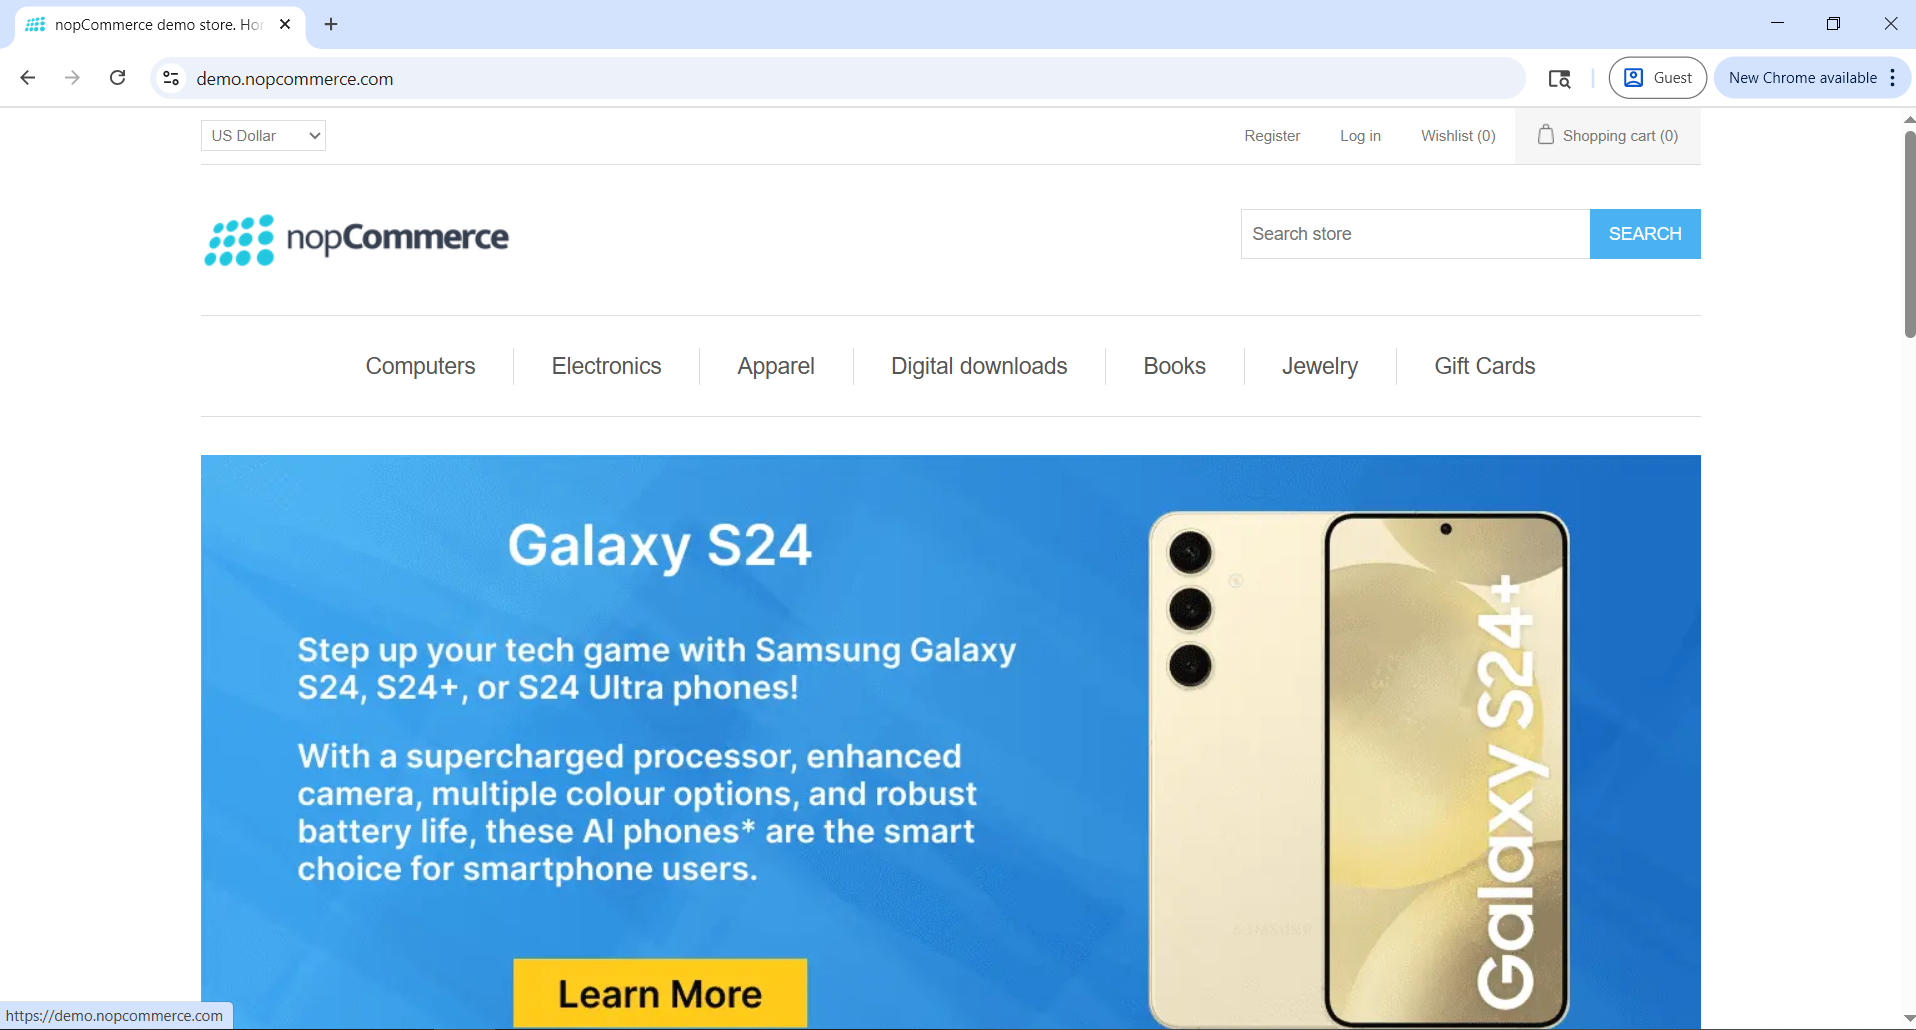 nopCommerce demo store. Hor
demo.nopcommerce.com
Guest
New Chrome available
US Dollar
Register
Log in
Wishlist (0)
Shopping cart (0)
nopCommerce
Search store
SEARCH
Computers
Electronics
Apparel
Digital downloads
Books
Jewelry
Gift Cards
Galaxy S24
Step up your tech game with Samsung Galaxy
S24, S24+, or S24 Ultra phones!
With a supercharged processor, enhanced
camera, multiple colour options, and robust
battery life, these AI phones* are the smart
choice for smartphone users.
Learn More
Galaxy S24+
https://demo.nopcommerce.com